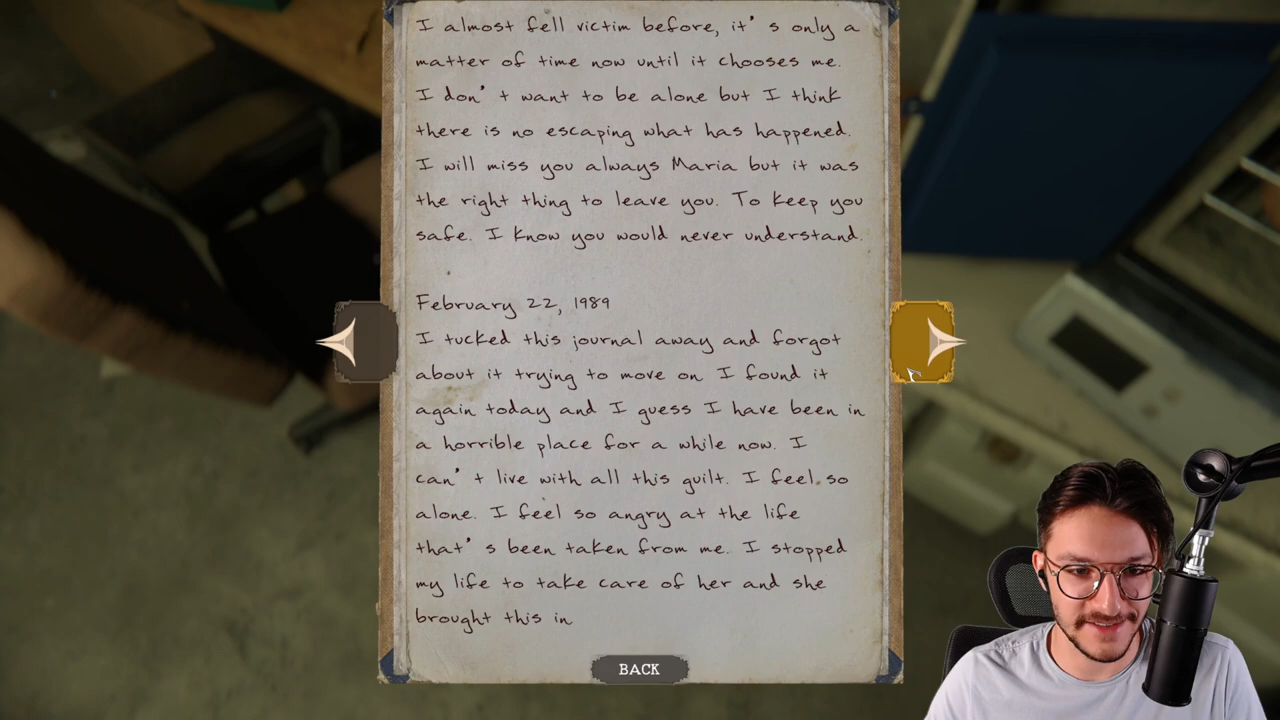 I almost fell victim before, it's only a
matter of time now until it chooses me.
I don't want to be alone but I think
there is no escaping what has happened.
I will miss you always Maria but it was
the right thing to leave you. To keep you
safe. I know you would never understand.
February 22, 1989
I tucked this journal away and forgot
about it trying to move on I found it
again today and I guess I have been in
a horrible place for a while now. I
can't live with all this guilt. I feel so
alone. I feel so angry at the life
that's been taken from me. I stopped
my life to take care of her and she
brought this in
BACK